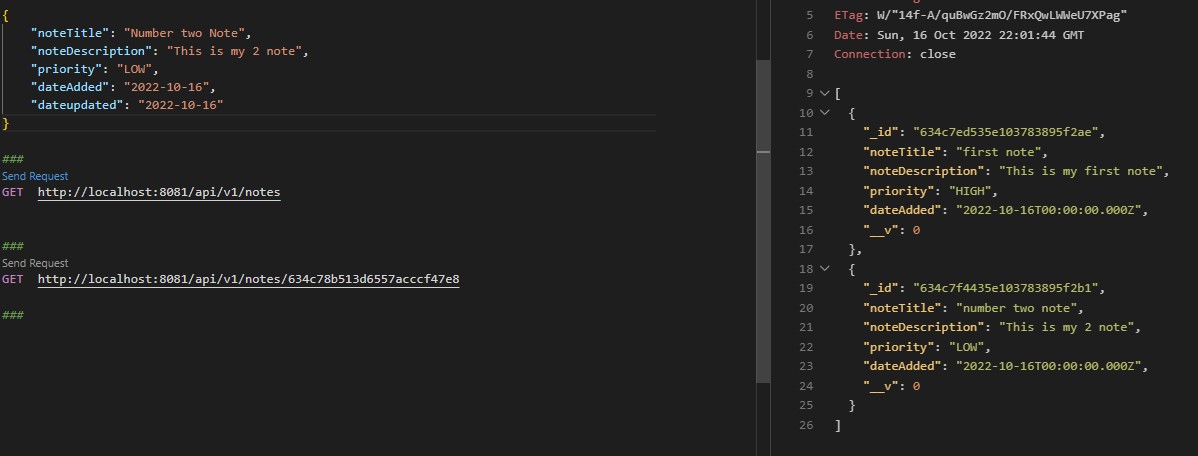 {
"noteTitle": "Number two Note",
"noteDescription": "This is my 2 note",
"priority": "LOW",
"dateAdded": "2022-10-16",
"dateupdated": "2022-10-16"
}
###
Send Request
GET http://localhost:8081/api/v1/notes
###
Send Request
GET http://localhost:8081/api/v1/notes/634c78b513d6557acccf47e8
###
5 ETag: W/"14f-A/quBwGz2mO/FRxQwLWWeU7XPag"
6 Date: Sun, 16 Oct 2022 22:01:44 GMT
7 Connection: close
8
9 [
10 {
11 "_id": "634c7ed535e103783895f2ae",
12 "noteTitle": "first note",
13 "noteDescription": "This is my first note",
14 "priority": "HIGH",
15 "dateAdded": "2022-10-16T00:00:00.000Z",
16 "__v": 0
17 },
18 {
19 "_id": "634c7f4435e103783895f2b1",
20 "noteTitle": "number two note",
21 "noteDescription": "This is my 2 note",
22 "priority": "LOW",
23 "dateAdded": "2022-10-16T00:00:00.000Z",
24 "__v": 0
25 }
26 ]